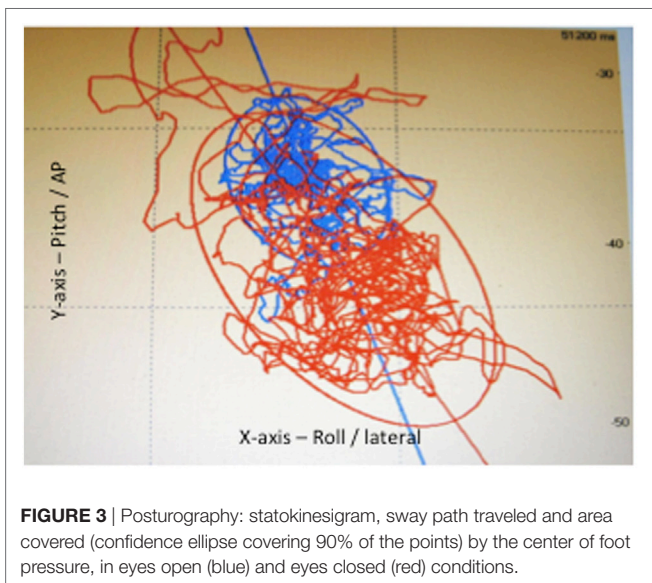 51200 ms
-30
Y-axis – Pitch / AP
-40
X-axis – Roll / lateral
-50
FIGURE 3 | Posturography: statokinesigram, sway path traveled and area
covered (confidence ellipse covering 90% of the points) by the center of foot
pressure, in eyes open (blue) and eyes closed (red) conditions.